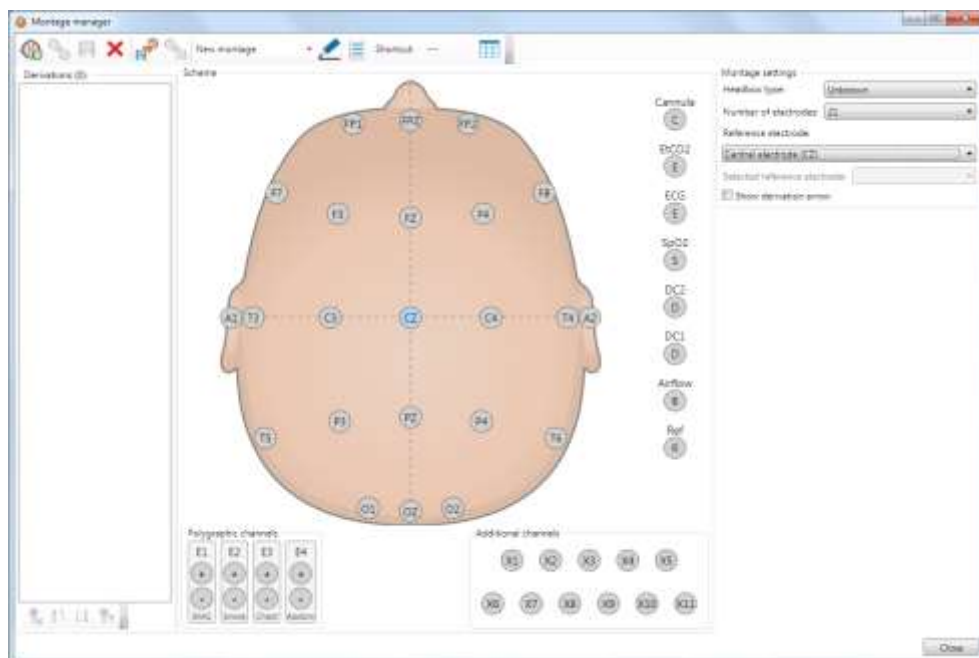 Montage manager
New montage
Shortcut
Derivations (0)
Scheme
FP1 FPZ FP2
F7 F8
F3 FZ F4
A1 T3 C3 CZ C4 T4 A2
P3 PZ P4
T5 T6
O1 OZ O2
Cannule
C
EtCO2
E
ECG
E
SpO2
S
DC2
D
DC1
D
Airflow
B
Ref
R
Polygraphic channels
E1 E2 E3 E4
+ + + +
- - - -
Chest
Additional channels
X1 X2 X3 X4 X5
X6 X7 X8 X9 X10 X11
Montage settings
Headbox type: Unknown
Number of electrodes: 21
Reference electrode
Central electrode (CZ)
Selected reference electrode:
Show derivation arrow
Close